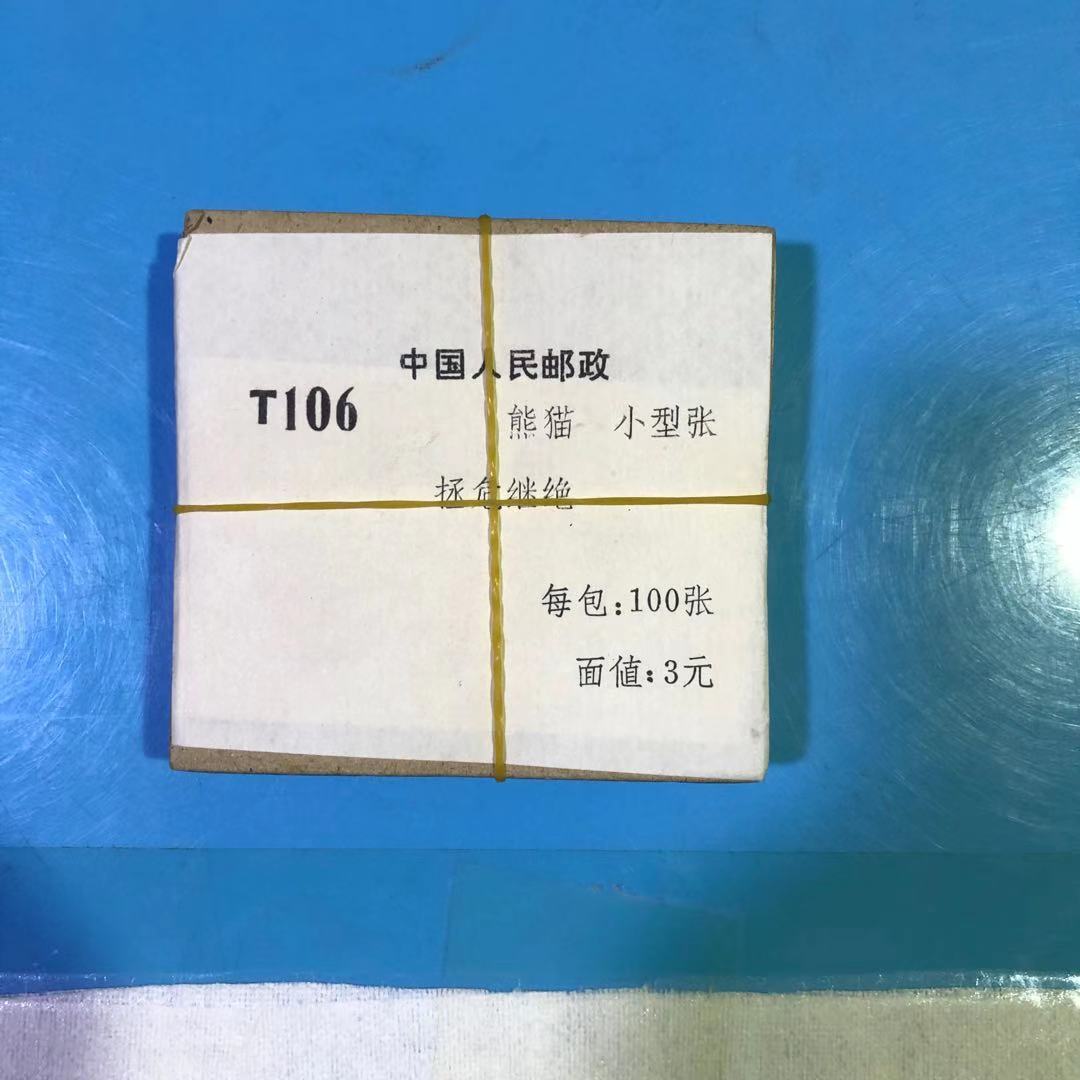 中国人民邮政
T106 熊猫 小型张
拯危继绝
每包:100张
面值:3元